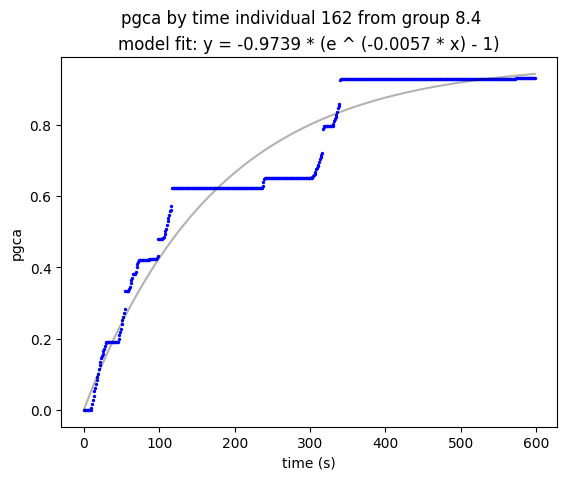 pgca by time individual 162 from group 8.4
model fit: y = -0.9739 * (e ^ (-0.0057 * x) - 1)
0.8
0.6
0.4
0.2
0.0
pgca
0 100 200 300 400 500 600
time (s)